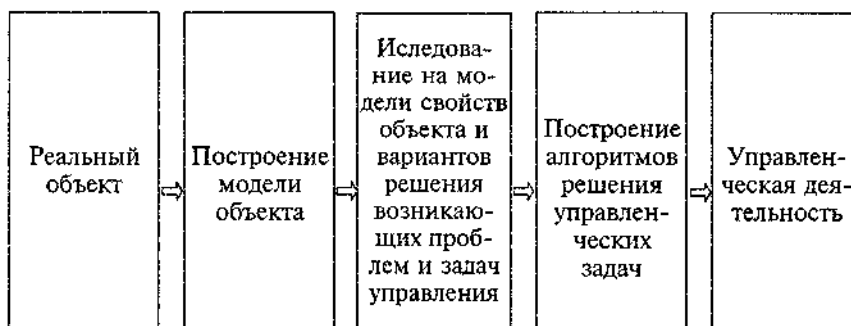 Реальный
объект
Построение
модели
объекта
Иследова-
ние на мо-
дели свойств
объекта и
вариантов
решения
возникаю-
щих проб-
лем и задач
управления
Построение
алгоритмов
решения
управлен-
ческих
задач
Управлен-
ческая дея-
тельность